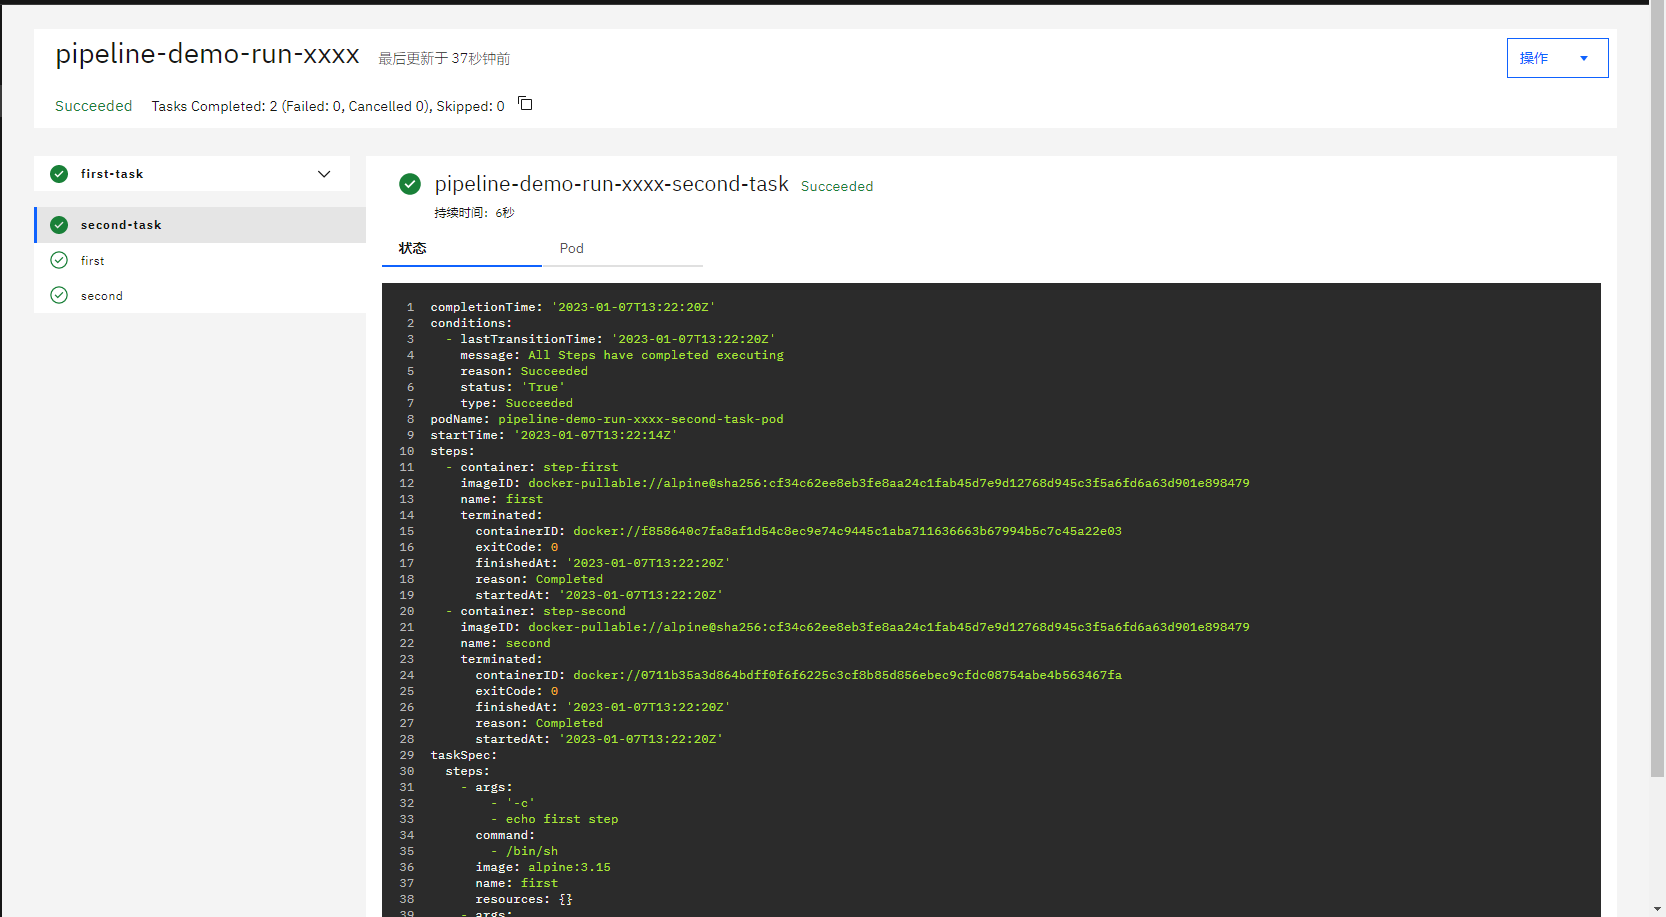 pipeline-demo-run-xxxx 最后更新于 37秒钟前
操作
Succeeded Tasks Completed: 2 (Failed: 0, Cancelled 0), Skipped: 0
first-task
second-task
first
second
pipeline-demo-run-xxxx-second-task Succeeded
持续时间： 6秒
状态 Pod
1 completionTime: '2023-01-07T13:22:20Z'
2 conditions:
3 - lastTransitionTime: '2023-01-07T13:22:20Z'
4 message: All Steps have completed executing
5 reason: Succeeded
6 status: 'True'
7 type: Succeeded
8 podName: pipeline-demo-run-xxxx-second-task-pod
9 startTime: '2023-01-07T13:22:14Z'
10 steps:
11 - container: step-first
12 imageID: docker-pullable://alpine@sha256:cf34c62ee8eb3fe8aa24c1fab45d7e9d12768d945c3f5a6fd6a63d901e898479
13 name: first
14 terminated:
15 containerID: docker://f858640c7fa8af1d54c8ec9e74c9445c1aba711636663b67994b5c7c45a22e03
16 exitCode: 0
17 finishedAt: '2023-01-07T13:22:20Z'
18 reason: Completed
19 startedAt: '2023-01-07T13:22:20Z'
20 - container: step-second
21 imageID: docker-pullable://alpine@sha256:cf34c62ee8eb3fe8aa24c1fab45d7e9d12768d945c3f5a6fd6a63d901e898479
22 name: second
23 terminated:
24 containerID: docker://0711b35a3d864bdff0f6f6225c3cf8b85d856ebec9cfdc08754abe4b563467fa
25 exitCode: 0
26 finishedAt: '2023-01-07T13:22:20Z'
27 reason: Completed
28 startedAt: '2023-01-07T13:22:20Z'
29 taskSpec:
30 steps:
31 - args:
32 - '-c'
33 - echo first step
34 command:
35 - /bin/sh
36 image: alpine:3.15
37 name: first
38 resources: {}
39 - args: